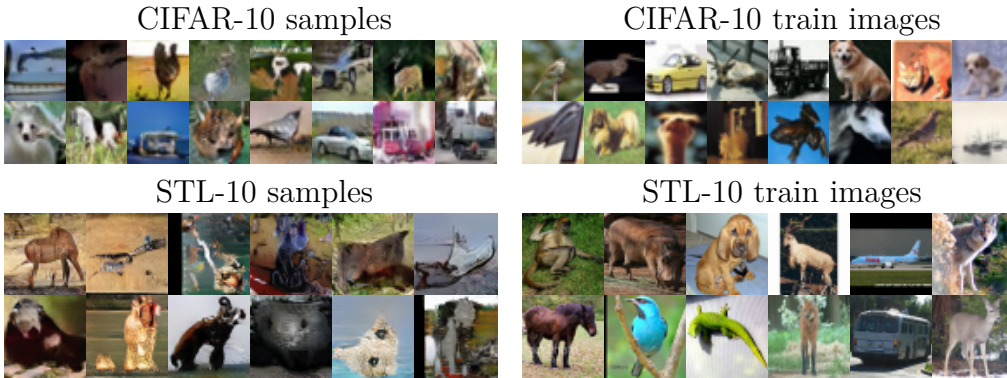 CIFAR-10 samples
CIFAR-10 train images
STL-10 samples
STL-10 train images